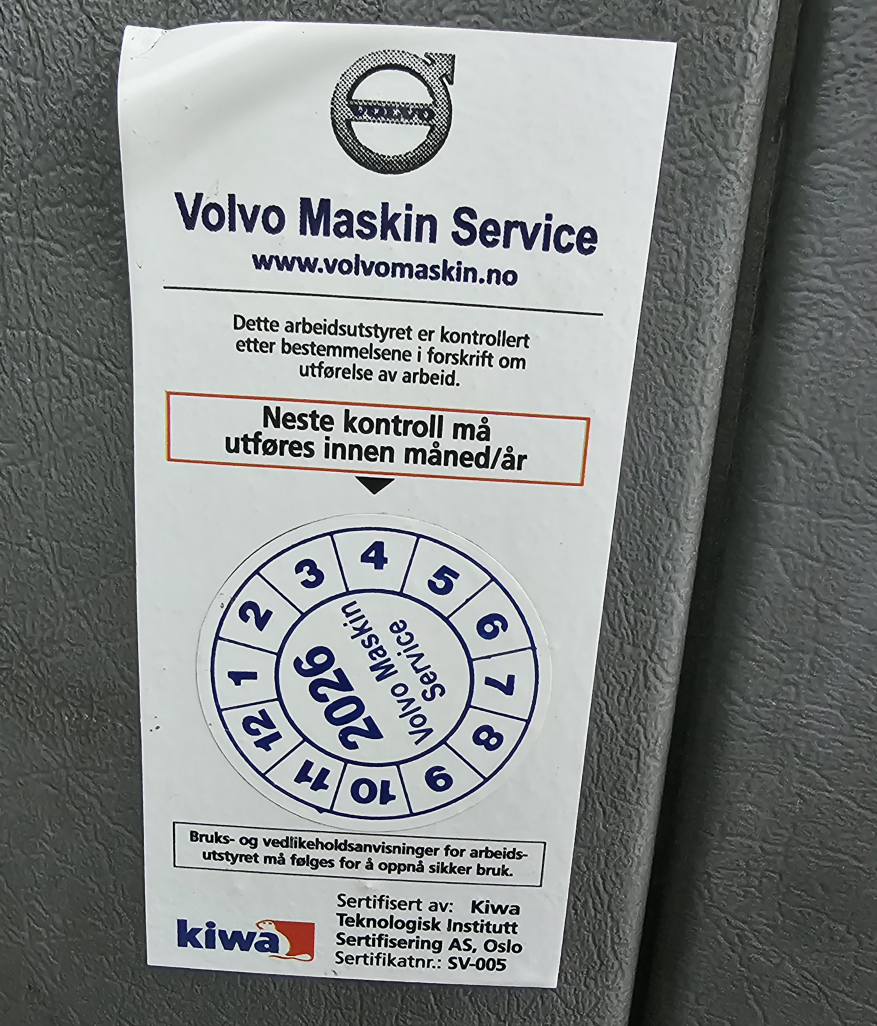 VOLVO
Volvo Maskin Service
www.volvomaskin.no
Dette arbeidsutstyret er kontrollert
etter bestemmelsene i forskrift om
utførelse av arbeid.
Neste kontroll må
utføres innen måned/år
1 2 3 4 5 6 7 8 9 10 11 12
2026
Volvo Maskin
Service
Bruks- og vedlikeholdsanvisninger for arbeids-
utstyret må følges for å oppnå sikker bruk.
kiwa
Sertifisert av: Kiwa
Teknologisk Institutt
Sertifisering AS, Oslo
Sertifikatnr.: SV-005